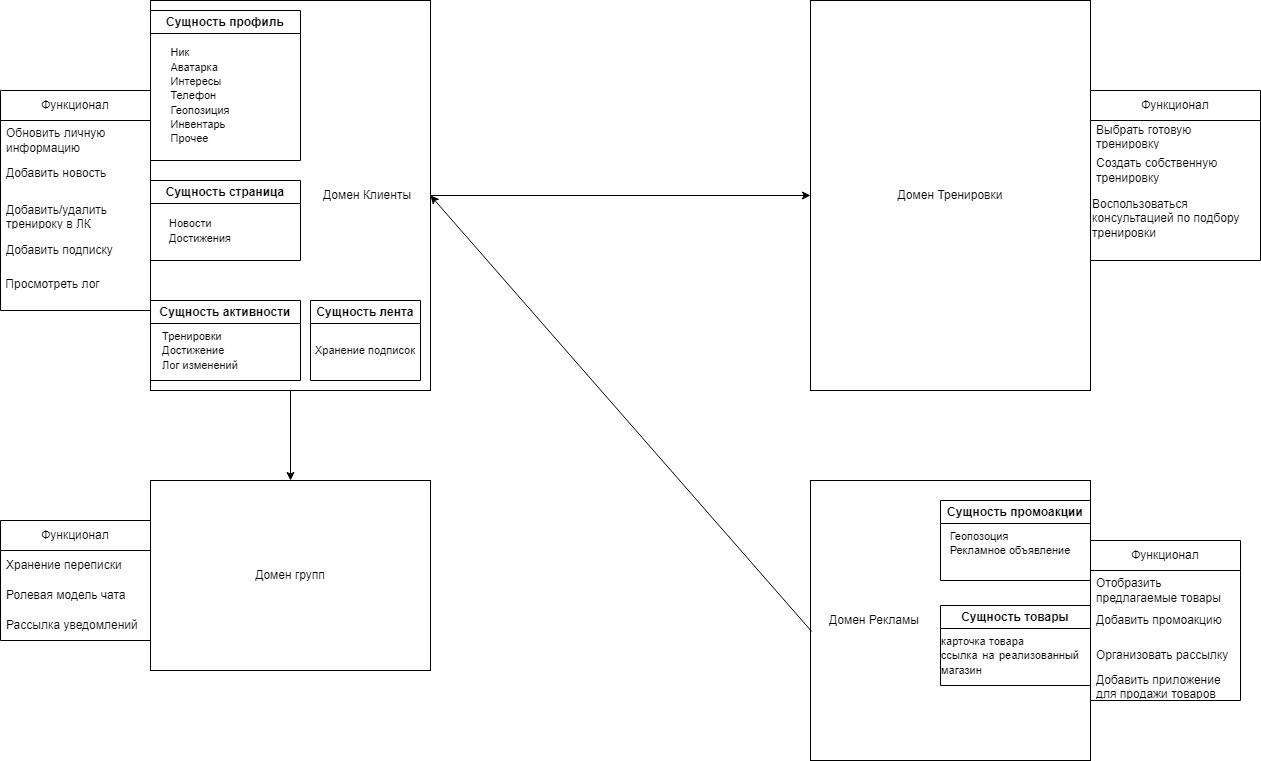 Сущность профиль
Ник
Аватарка
Интересы
Телефон
Геопозиция
Инвентарь
Прочее
Функционал
Обновить личную
информацию
Добавить новость
Добавить/удалить
тренироку в ЛК
Добавить подписку
Просмотреть лог
Сущность страница
Новости
Достижения
Домен Клиенты
Сущность активности
Тренировки
Достижение
Лог изменений
Сущность лента
Хранение подписок
Домен Тренировки
Функционал
Выбрать готовую
тренировку
Создать собственную
тренировку
Воспользоваться
консультацией по подбору
тренировки
Функционал
Хранение переписки
Ролевая модель чата
Рассылка уведомлений
Домен групп
Домен Рекламы
Сущность промоакции
Геопозоция
Рекламное объявление
Сущность товары
карточка товара
ссылка на реализованный
магазин
Функционал
Отобразить
предлагаемые товары
Добавить промоакцию
Организовать рассылку
Добавить приложение
для продажи товаров